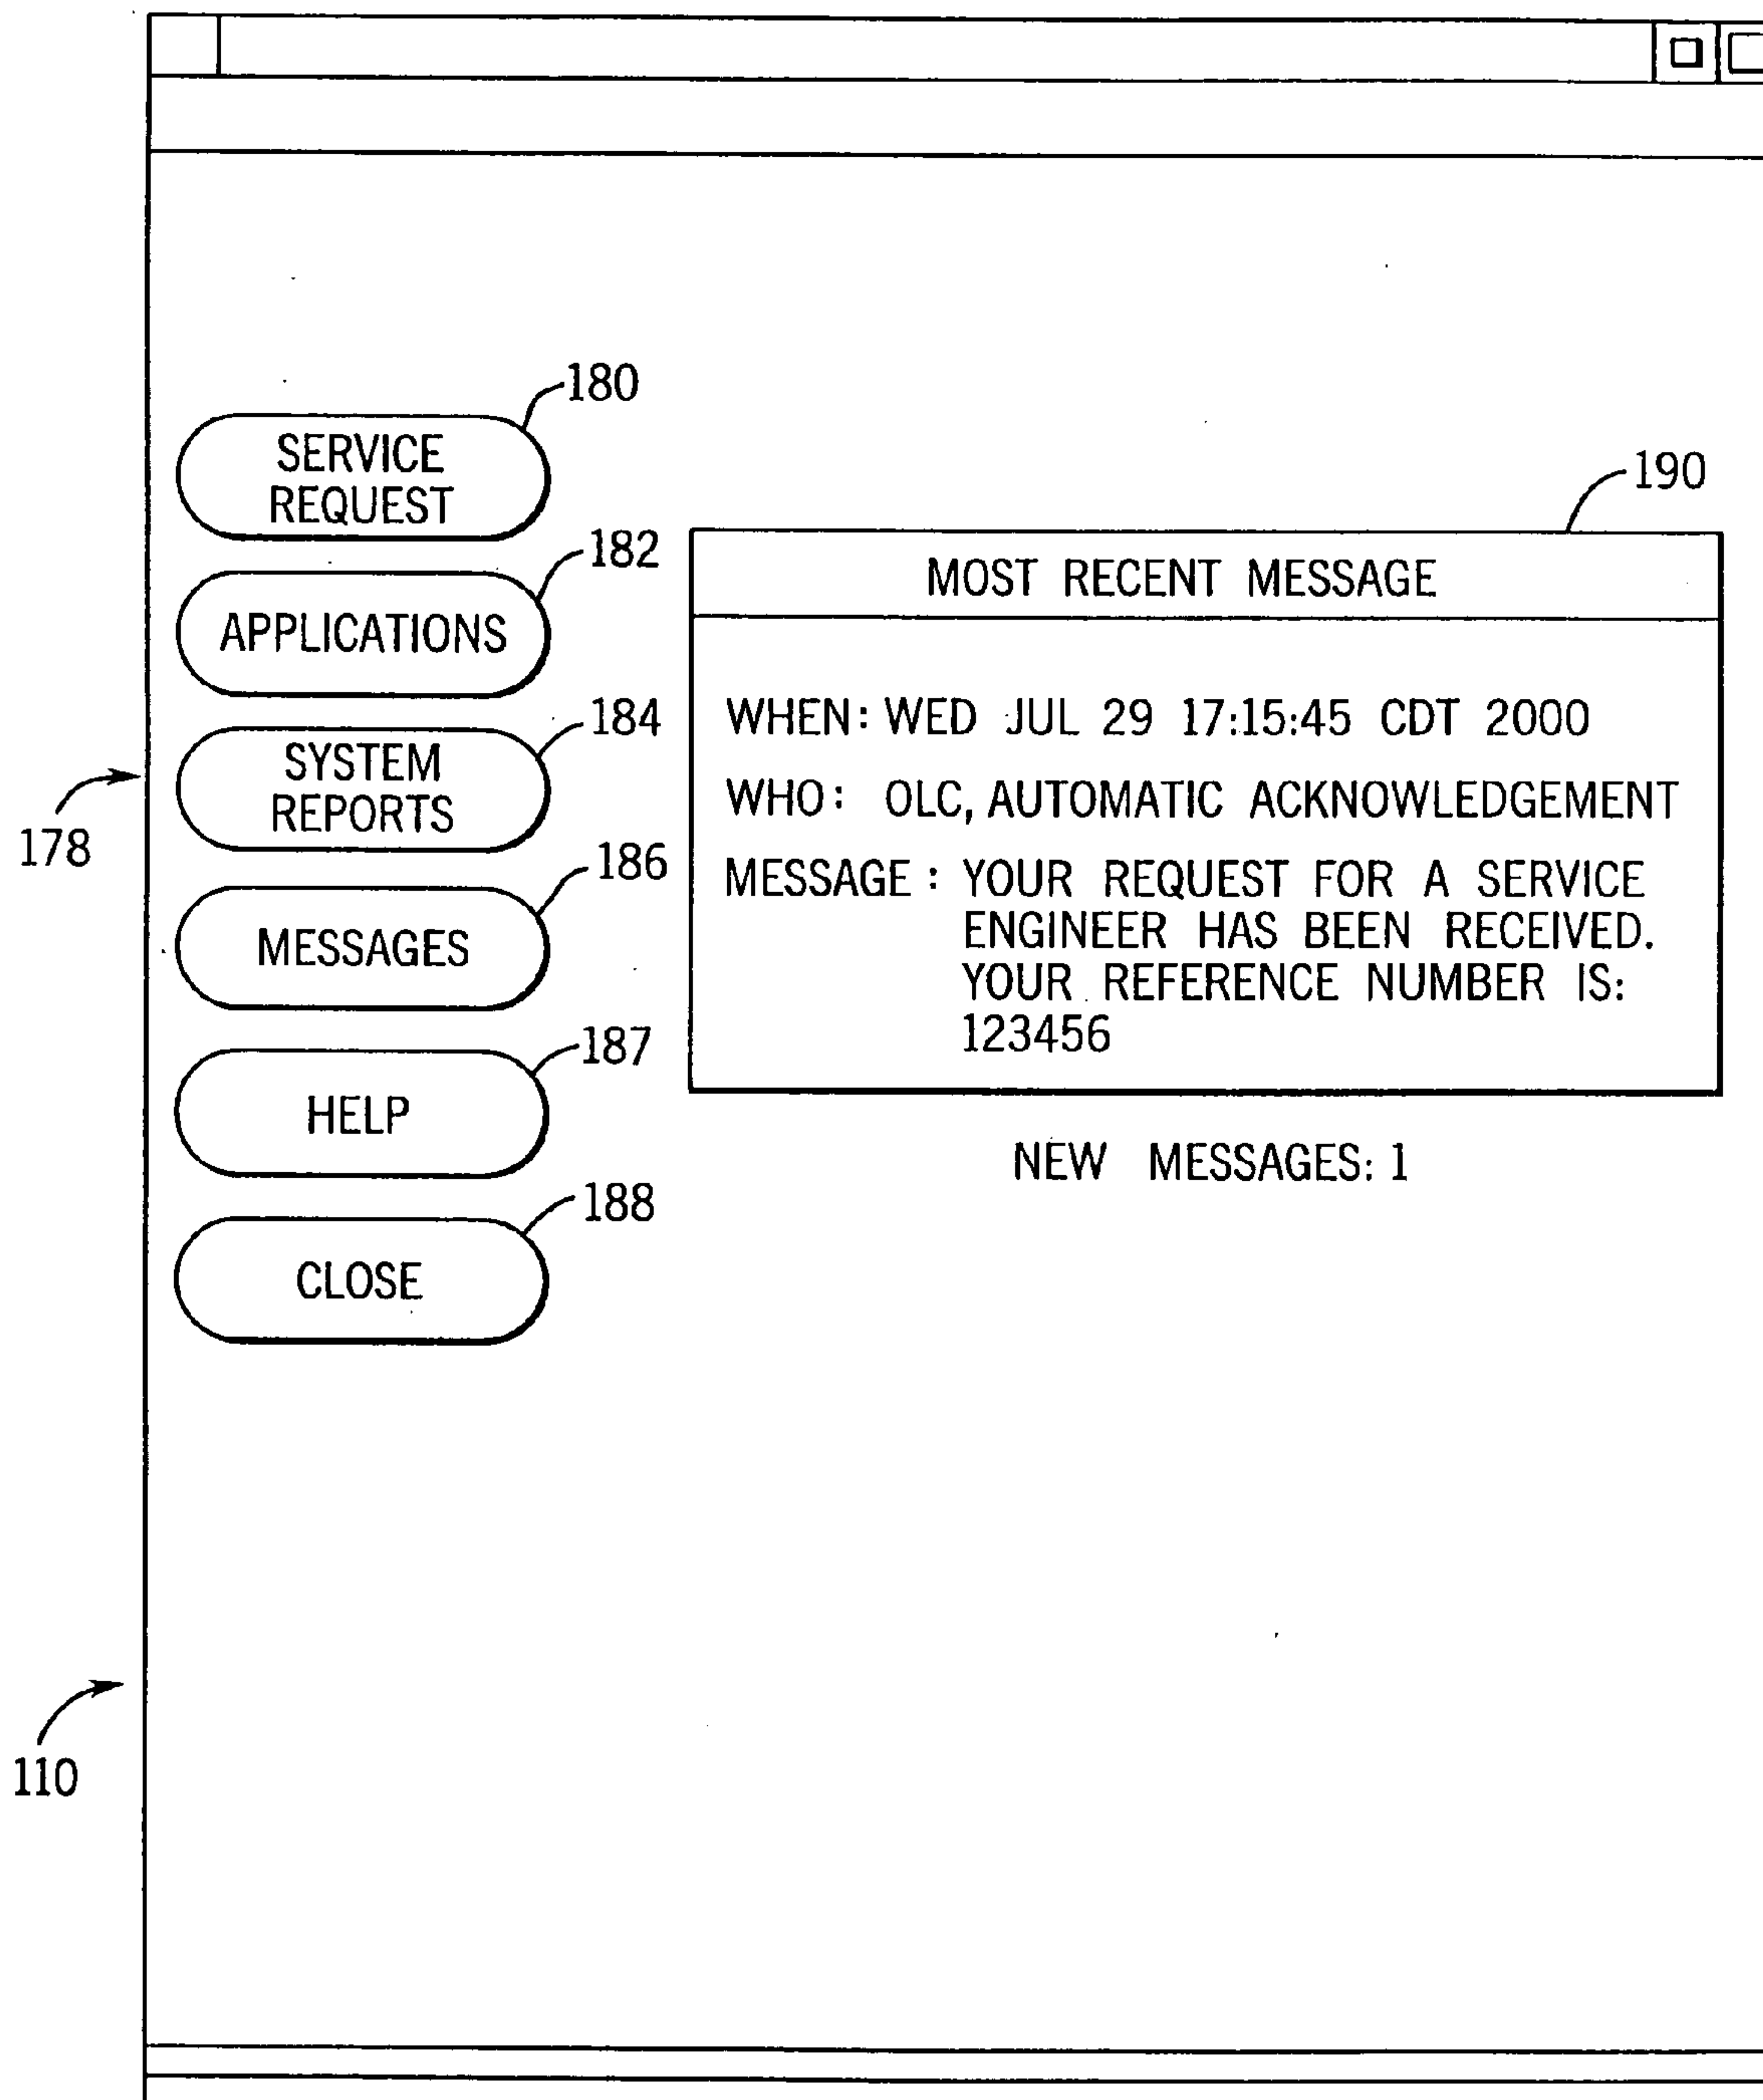 180
SERVICE
REQUEST
182
APPLICATIONS
184
SYSTEM
REPORTS
178
186
MESSAGES
187
HELP
188
CLOSE
190
MOST RECENT MESSAGE
WHEN: WED JUL 29 17:15:45 CDT 2000
WHO: OLC, AUTOMATIC ACKNOWLEDGEMENT
MESSAGE: YOUR REQUEST FOR A SERVICE
ENGINEER HAS BEEN RECEIVED.
YOUR REFERENCE NUMBER IS:
123456
NEW MESSAGES: 1
110